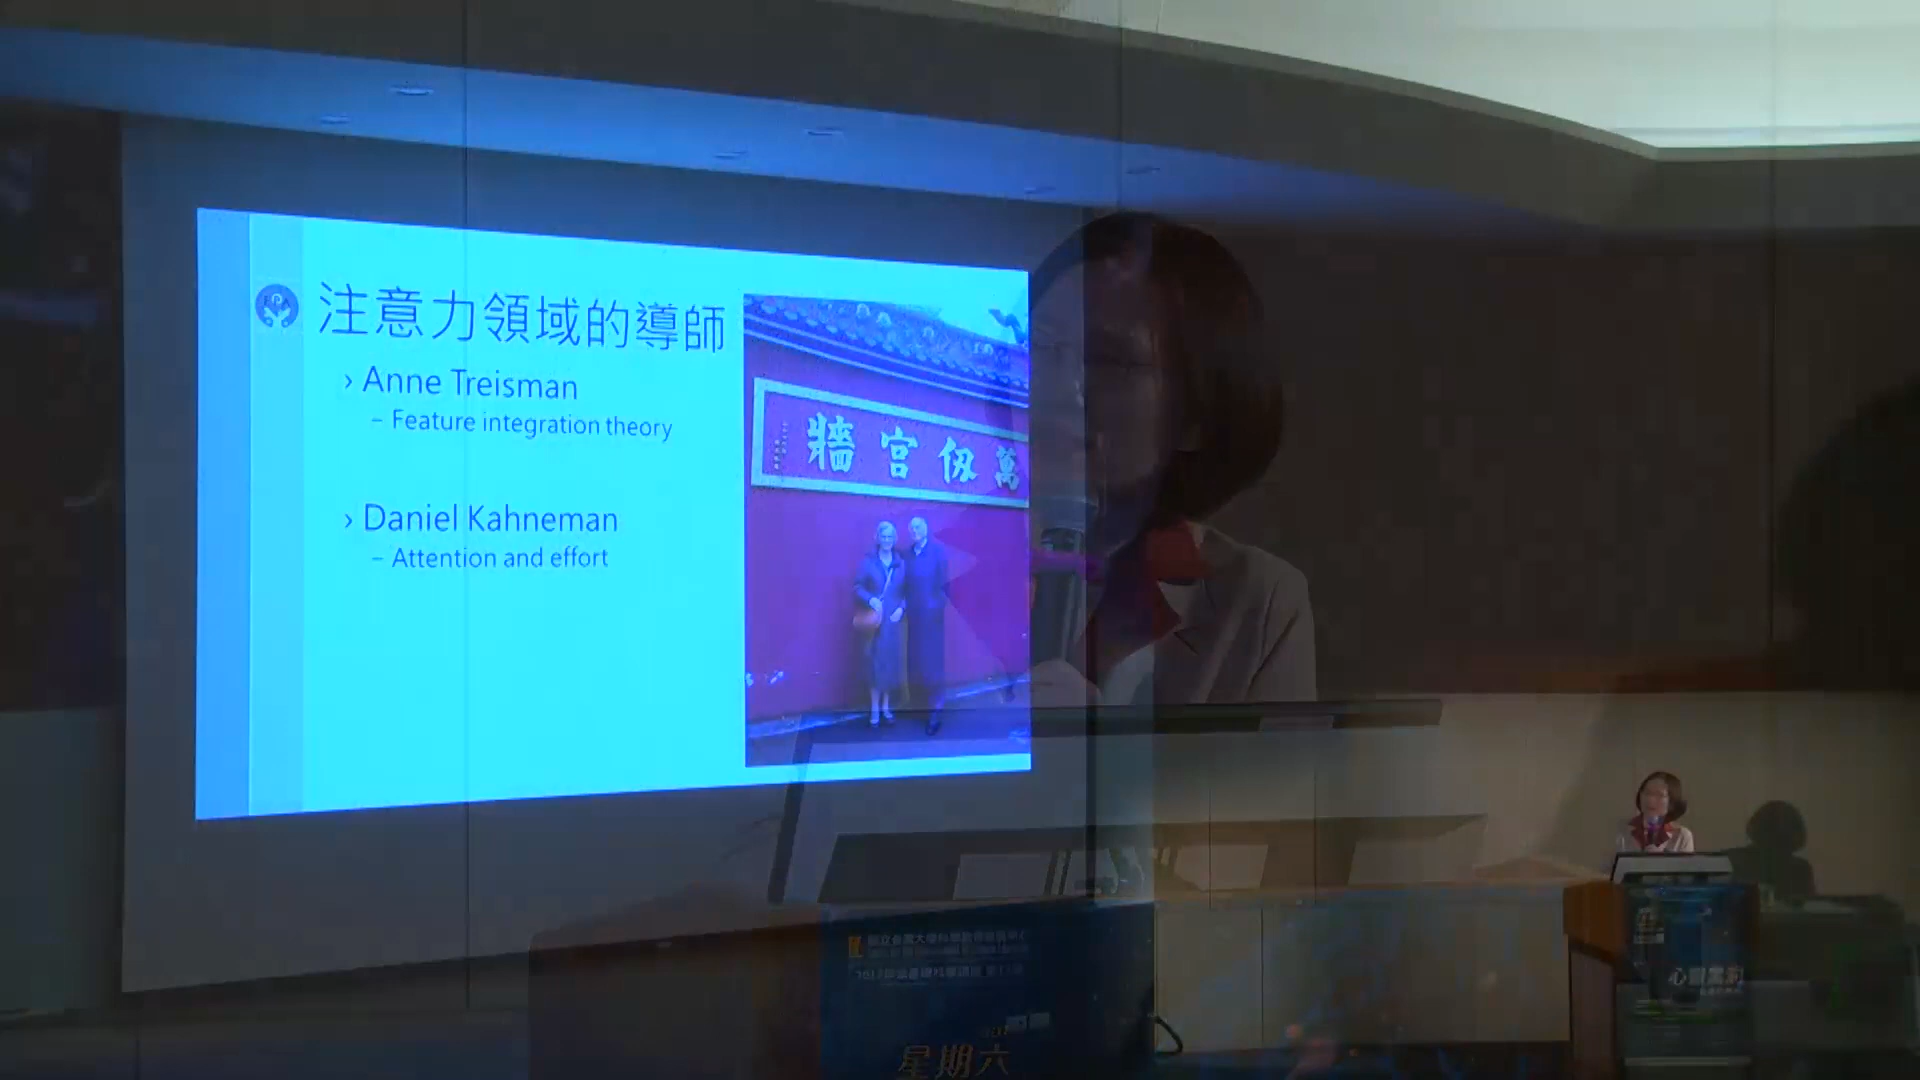 注意力領域的導師
› Anne Treisman
– Feature integration theory
› Daniel Kahneman
– Attention and effort
牆宮仞萬
星期六